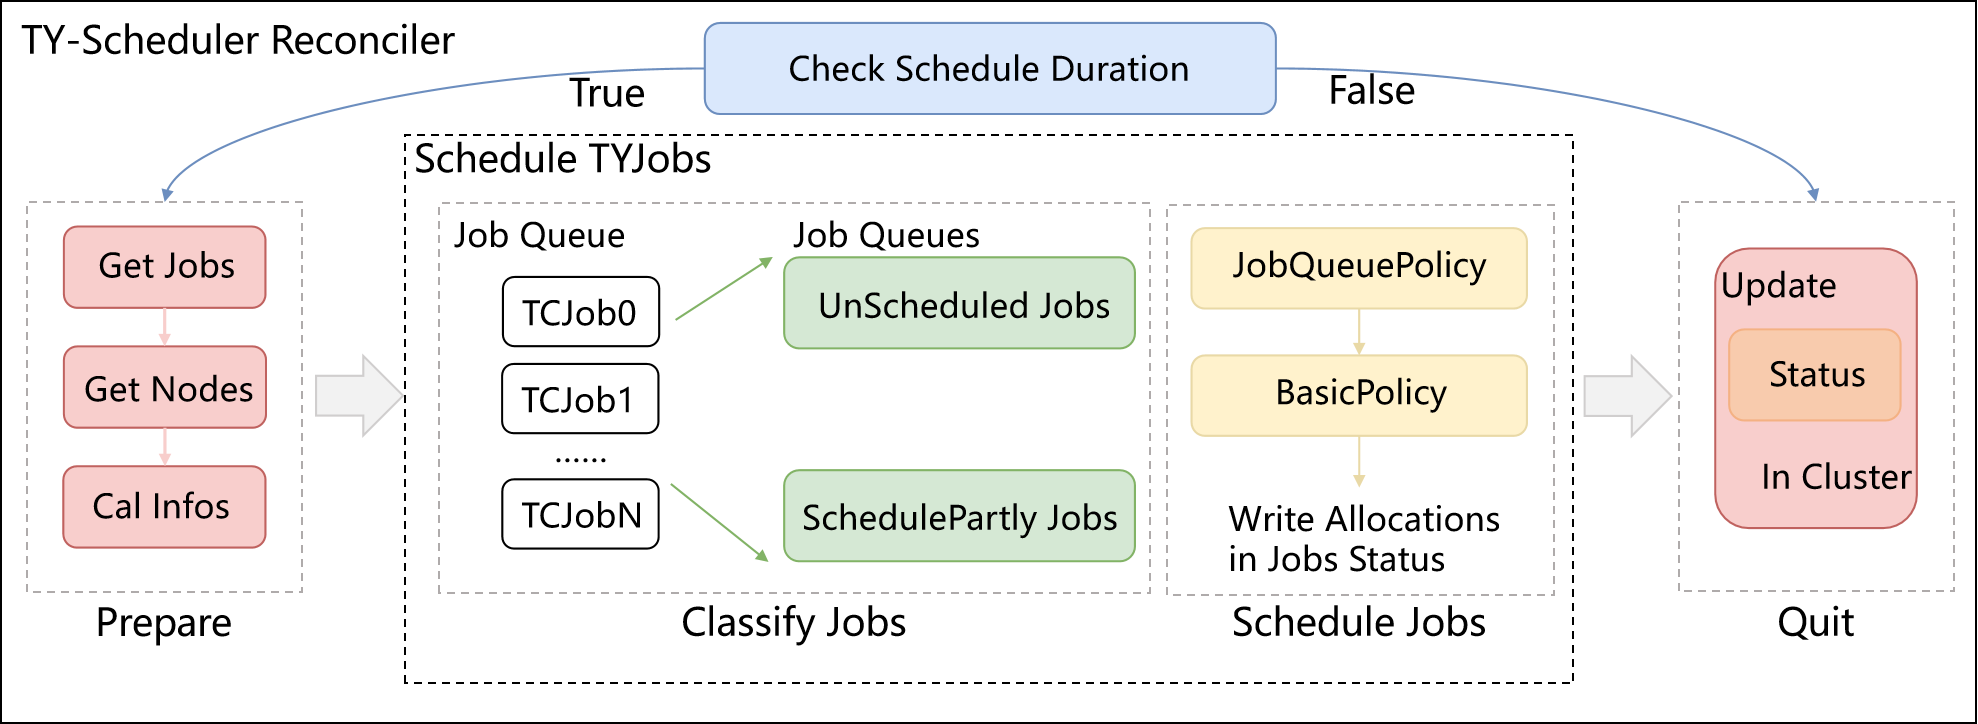 TY-Scheduler Reconciler
Check Schedule Duration
True
False
Get Jobs
Get Nodes
Cal Infos
Prepare
Schedule TYJobs
Job Queue
TCJob0
TCJob1
......
TCJobN
Job Queues
UnScheduled Jobs
SchedulePartly Jobs
Classify Jobs
JobQueuePolicy
BasicPolicy
Write Allocations
in Jobs Status
Schedule Jobs
Update
Status
In Cluster
Quit